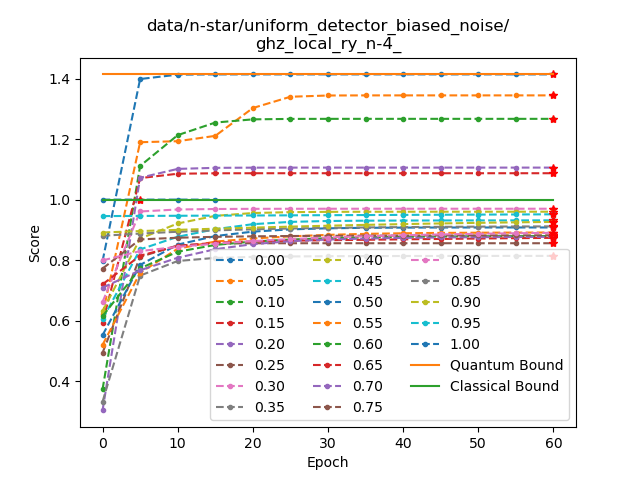 data/n-star/uniform_detector_biased_noise/
ghz_local_ry_n-4_
Score
1.4
1.2
1.0
0.8
0.6
0.4
0.00 0.40 0.80
0.05 0.45 0.85
0.10 0.50 0.90
0.15 0.55 0.95
0.20 0.60 1.00
0.25 0.65 Quantum Bound
0.30 0.70 Classical Bound
0.35 0.75
0 10 20 30 40 50 60
Epoch